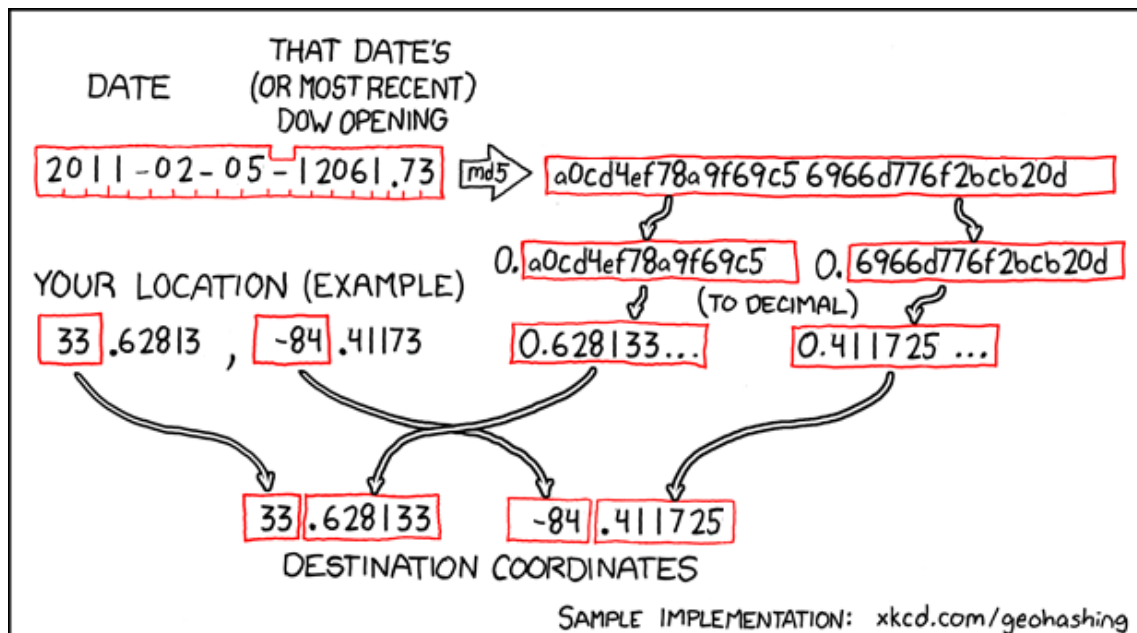 DATE
THAT DATE'S
(OR MOST RECENT)
DOW OPENING
2011-02-05-12061.73
md5
a0cd4ef78a9f69c56966d776f2bcb20d
0. a0cd4ef78a9f69c5
0. 6966d776f2bcb20d
YOUR LOCATION (EXAMPLE)
(TO DECIMAL)
33.62813, -84.41173
0.628133...
0.411725...
33.628133
-84.411725
DESTINATION COORDINATES
SAMPLE IMPLEMENTATION: xkcd.com/geohashing